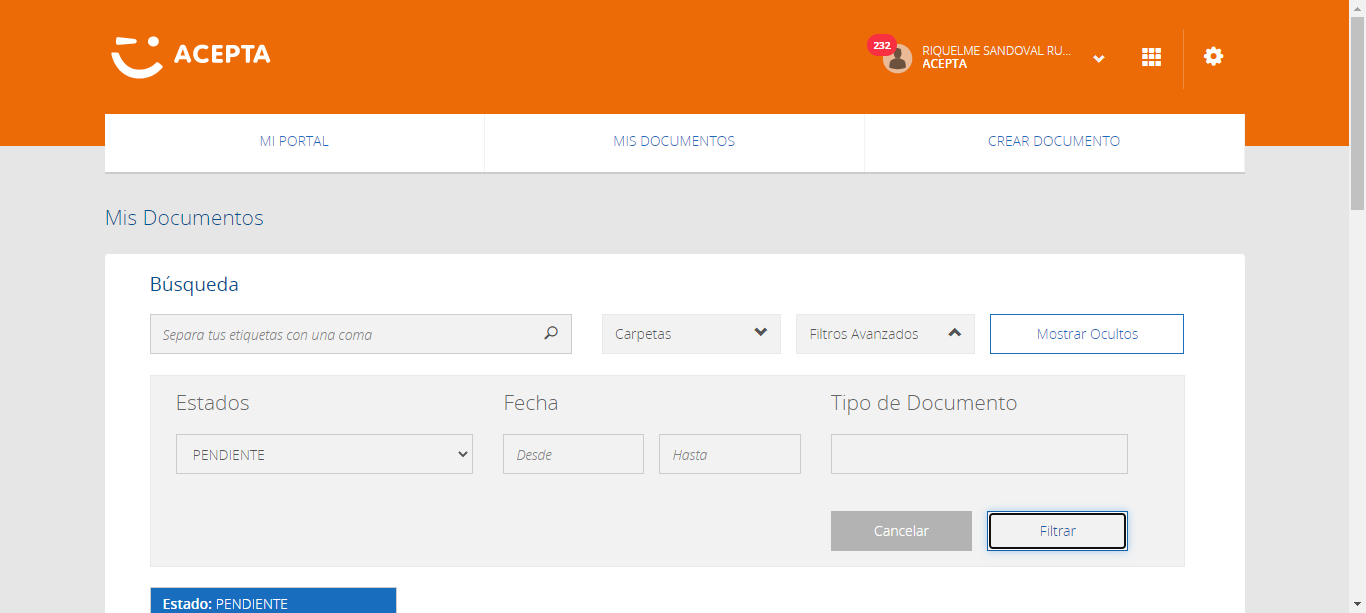 ACEPTA
232
RIQUELME SANDOVAL RU...
ACEPTA
MI PORTAL
MIS DOCUMENTOS
CREAR DOCUMENTO
Mis Documentos
Búsqueda
Separa tus etiquetas con una coma
Carpetas
Filtros Avanzados
Mostrar Ocultos
Estados
Fecha
Tipo de Documento
PENDIENTE
Desde
Hasta
Cancelar
Filtrar
Estado: PENDIENTE